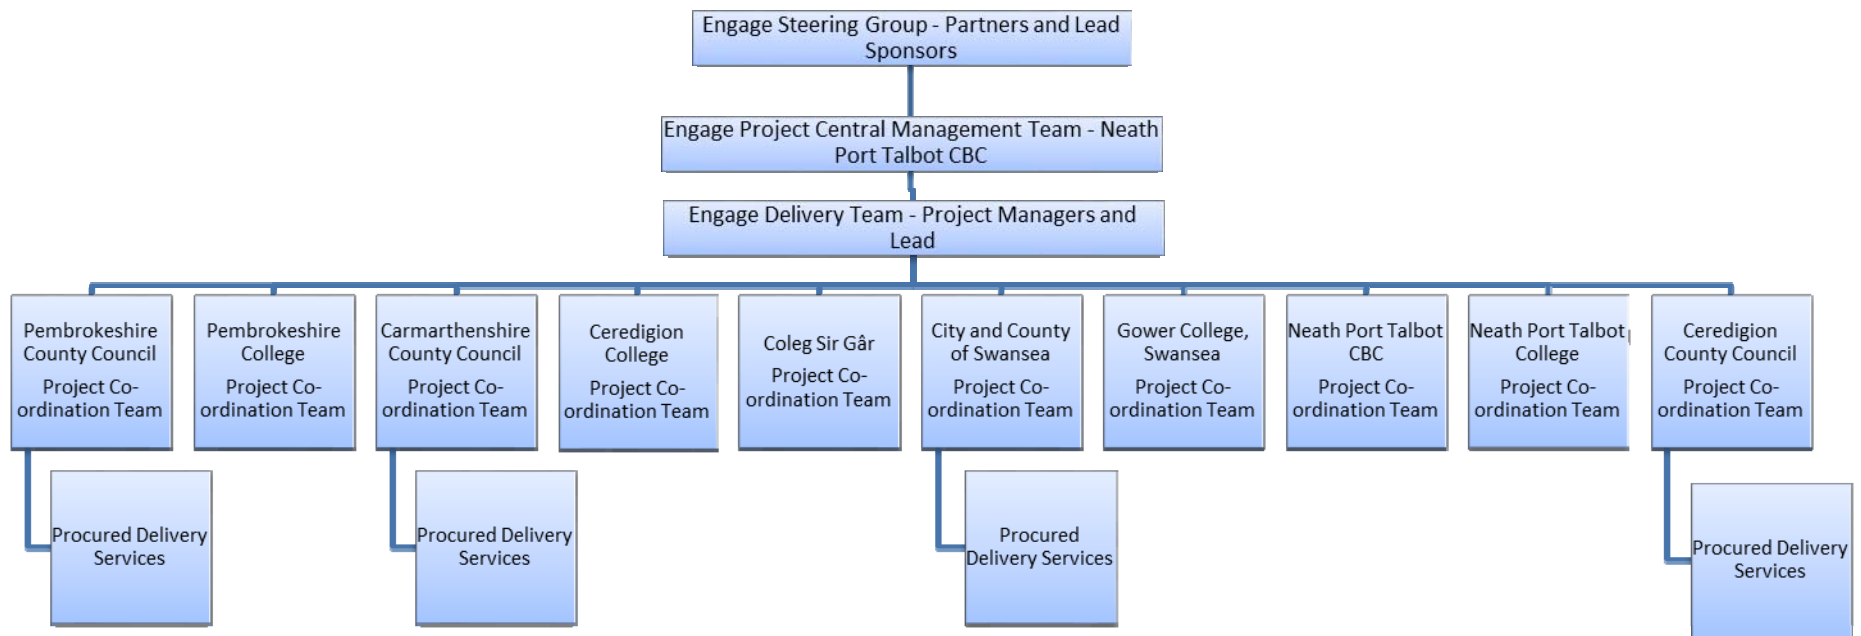 Engage Steering Group - Partners and Lead
Sponsors
Engage Project Central Management Team - Neath
Port Talbot CBC
Engage Delivery Team - Project Managers and
Lead
Pembrokeshire
County Council
Project Co-
ordination Team
Pembrokeshire
College
Project Co-
ordination Team
Carmarthenshire
County Council
Project Co-
ordination Team
Ceredigion
College
Project Co-
ordination Team
Coleg Sir Gâr
Project Co-
ordination Team
City and County
of Swansea
Project Co-
ordination Team
Gower College,
Swansea
Project Co-
ordination Team
Neath Port Talbot
CBC
Project Co-
ordination Team
Neath Port Talbot
College
Project Co-
ordination Team
Ceredigion
County Council
Project Co-
ordination Team
Procured Delivery
Services
Procured Delivery
Services
Procured
Delivery Services
Procured Delivery
Services